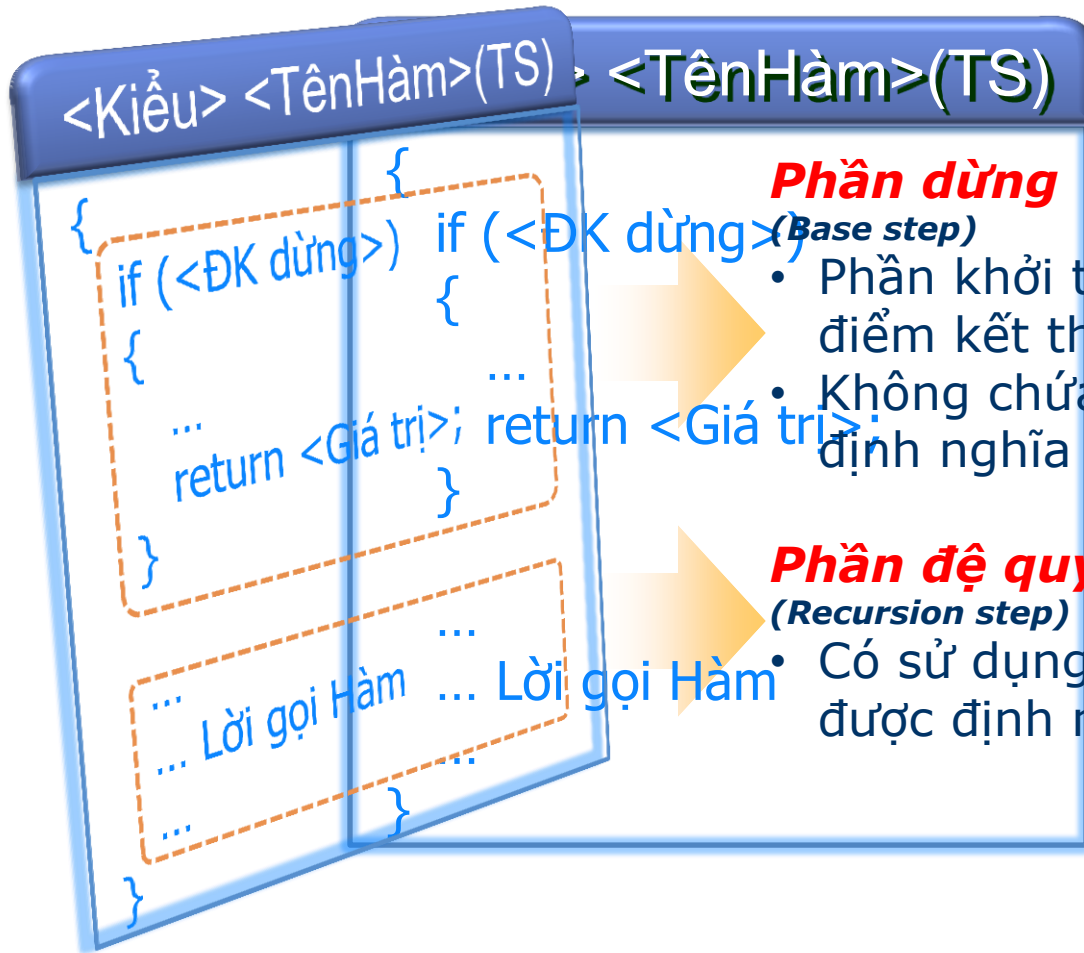 <Kiểu> <TênHàm>(TS)
{
if (<ĐK dừng>)
{
...
return <Giá trị>;
}
...
... Lời gọi Hàm
...
}
> <TênHàm>(TS)
{
if (<ĐK dừng>)
{
...
return <Giá trị>;
}
...
... Lời gọi Hàm
...
}
Phần dừng
(Base step)
• Phần khởi
điểm kết
• Không chứa
định nghĩa
Phần đệ quy
(Recursion step)
• Có sử dụng
được định